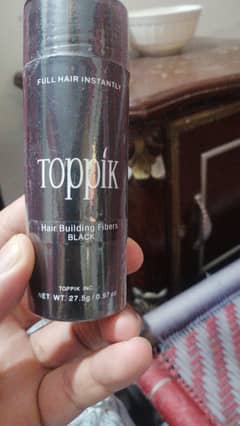 FULL HAIR INSTANTLY
TOPPIK
Hair Building Fibers
BLACK
TOPPIK INC.
NET WT. 27.5g / 0.97oz